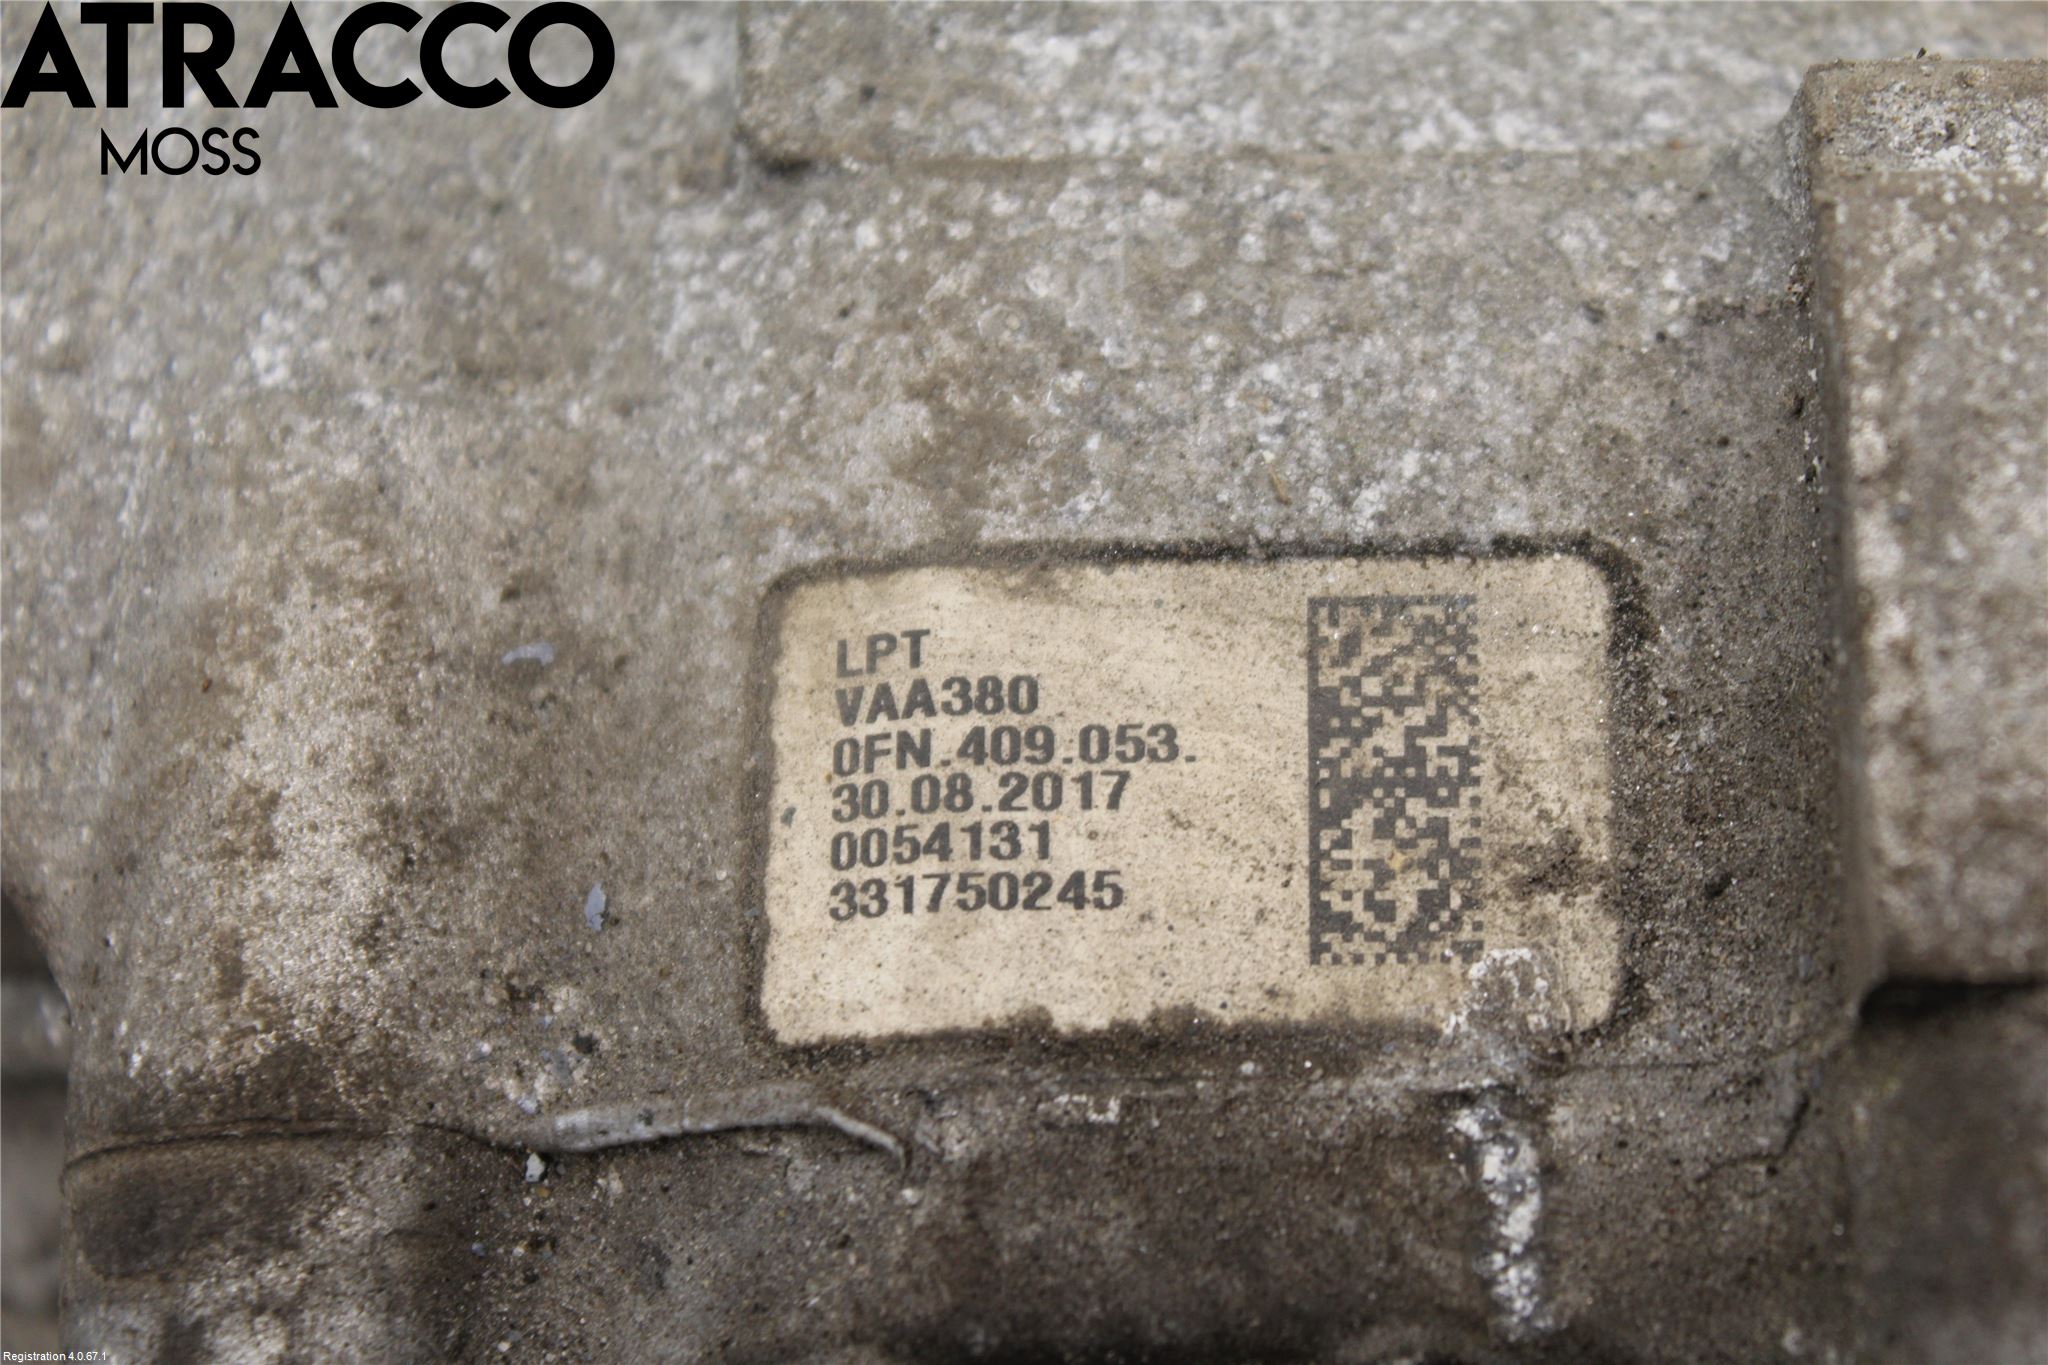 ATRACCO
MOSS
LPT
VAA380
0FN.409.053.
30.08.2017
0054131
331750245
Registration 4.0.67.1